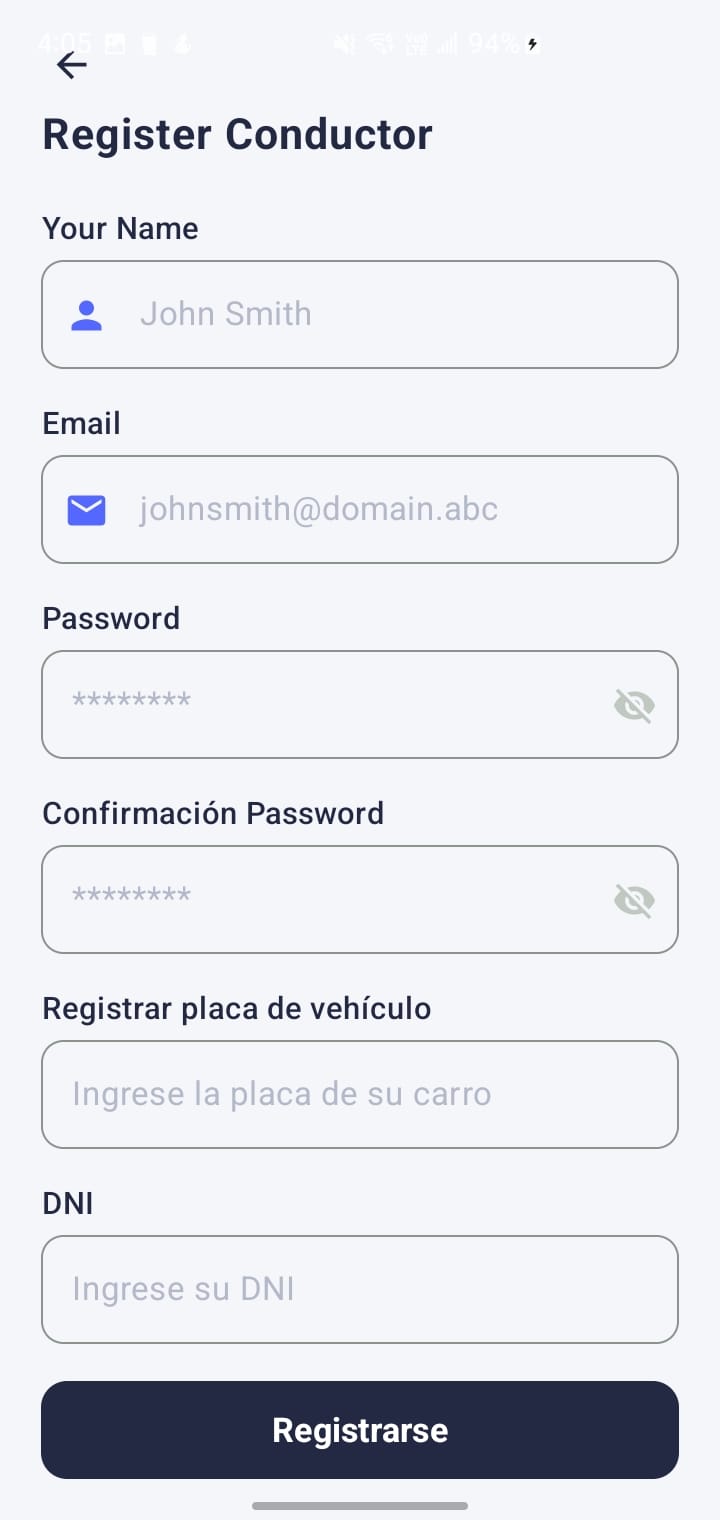 4:05 94%
Register Conductor
Your Name
John Smith
Email
johnsmith@domain.abc
Password
********
Confirmación Password
********
Registrar placa de vehículo
Ingrese la placa de su carro
DNI
Ingrese su DNI
Registrarse